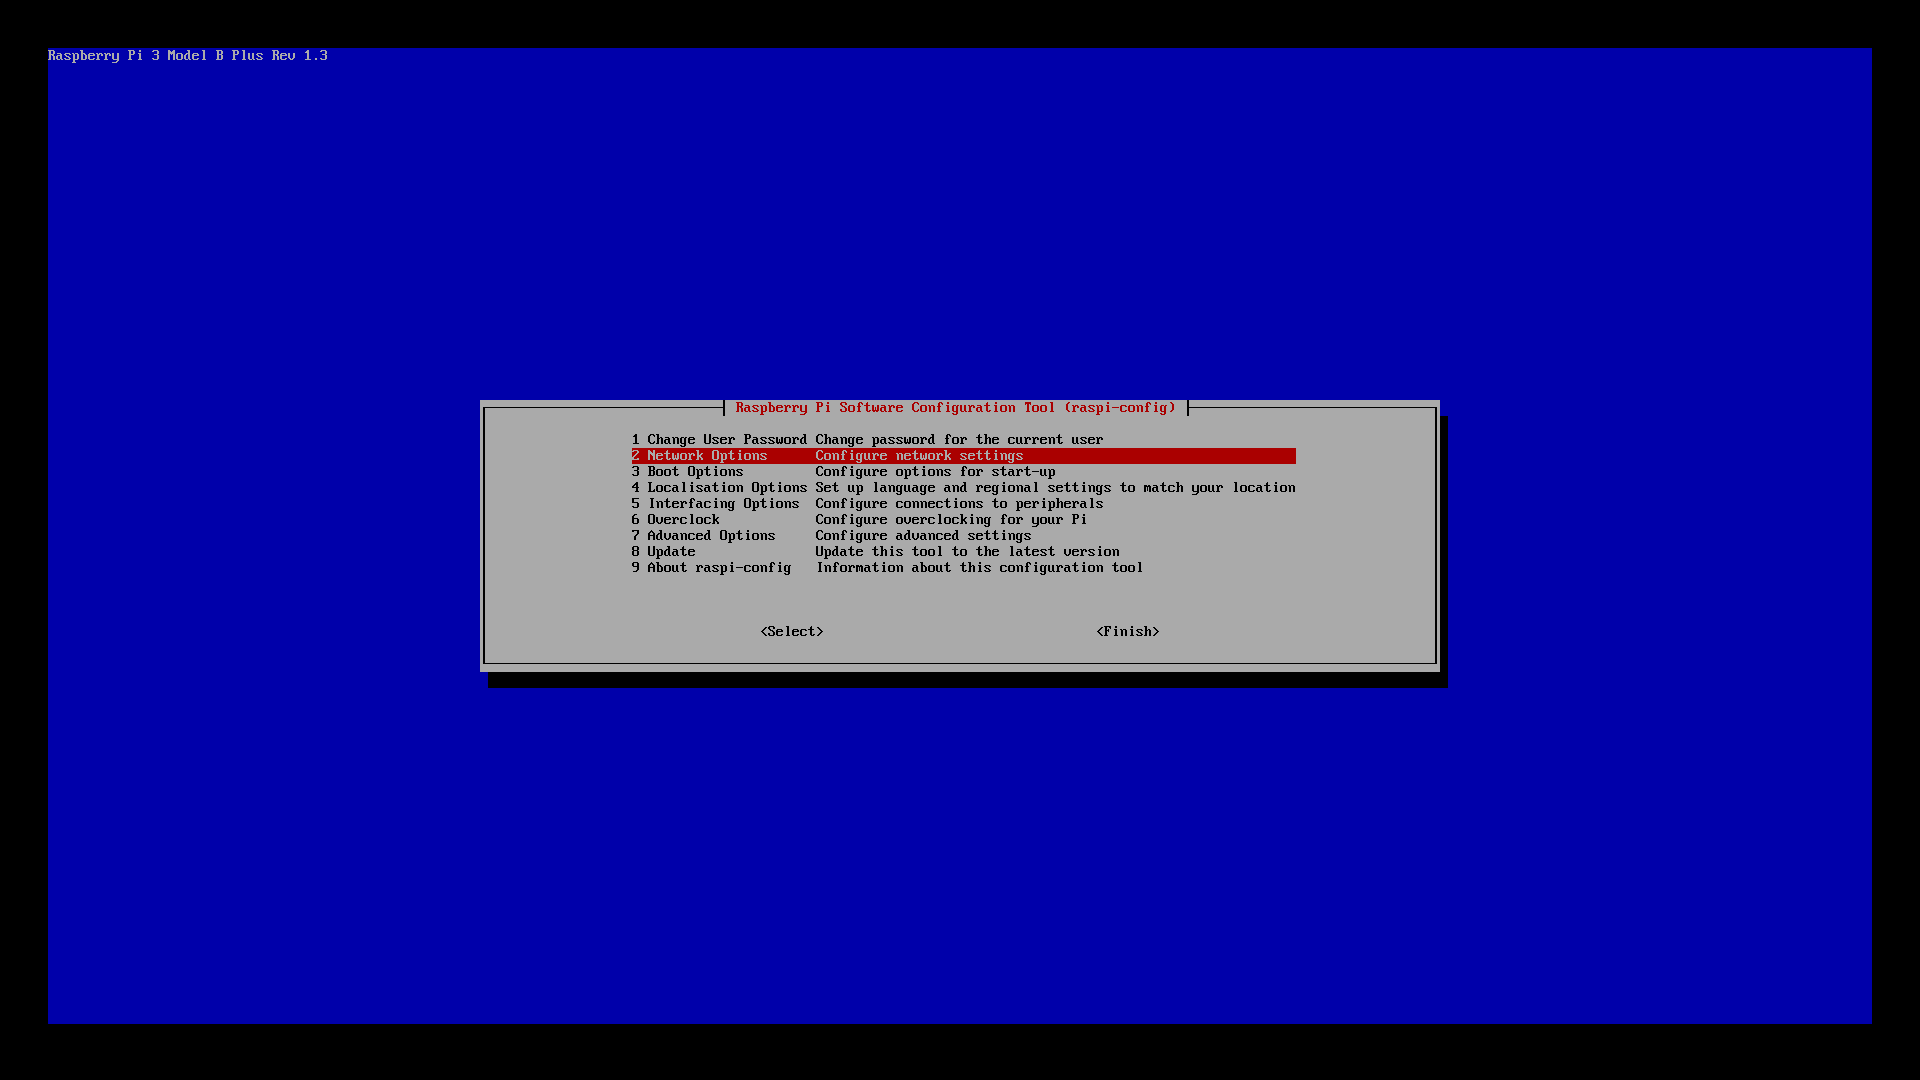 Raspberry Pi 3 Model B Plus Rev 1.3
Raspberry Pi Software Configuration Tool (raspi-config)
1 Change User Password Change password for the current user
2 Network Options Configure network settings
3 Boot Options Configure options for start-up
4 Localisation Options Set up language and regional settings to match your location
5 Interfacing Options Configure connections to peripherals
6 Overclock Configure overclocking for your Pi
7 Advanced Options Configure advanced settings
8 Update Update this tool to the latest version
9 About raspi-config Information about this configuration tool
<Select> <Finish>